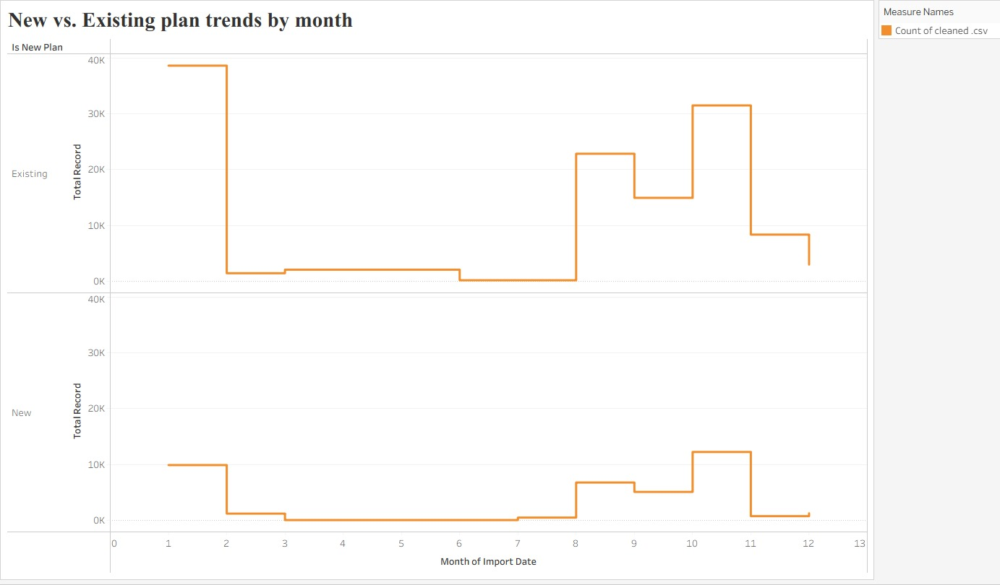 New vs. Existing plan trends by month
Measure Names
Count of cleaned .csv
Is New Plan
Existing
Total Record
40K
30K
20K
10K
0K
New
Total Record
40K
30K
20K
10K
0K
0 1 2 3 4 5 6 7 8 9 10 11 12 13
Month of Import Date